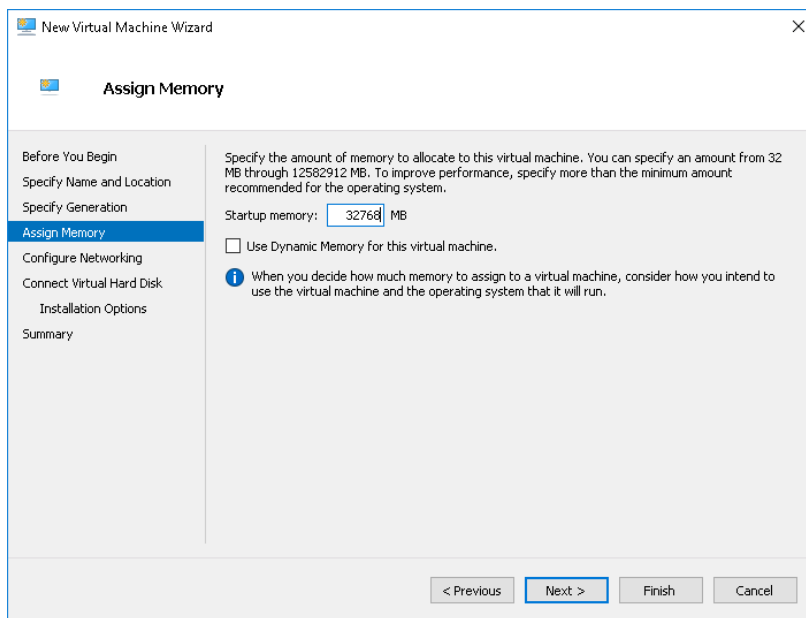 New Virtual Machine Wizard
Assign Memory
Before You Begin
Specify Name and Location
Specify Generation
Assign Memory
Configure Networking
Connect Virtual Hard Disk
Installation Options
Summary
Specify the amount of memory to allocate to this virtual machine. You can specify an amount from 32
MB through 12582912 MB. To improve performance, specify more than the minimum amount
recommended for the operating system.
Startup memory: 32768 MB
Use Dynamic Memory for this virtual machine.
When you decide how much memory to assign to a virtual machine, consider how you intend to
use the virtual machine and the operating system that it will run.
< Previous Next > Finish Cancel